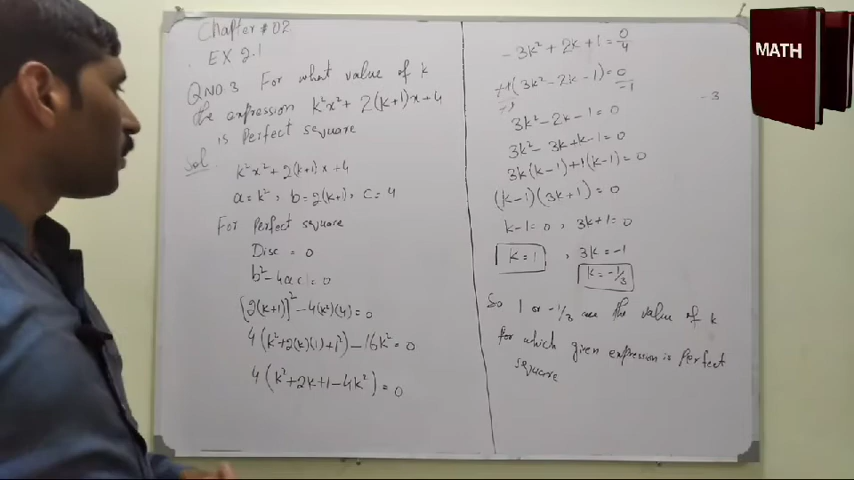 Chapter # 02
EX 2.1
QNO.3 For what value of k
the expression k²x² + 2(k+1)x + 4
is Perfect square
Sol
k²x² + 2(k+1)x + 4
a = k², b = 2(k+1), c = 4
For Perfect square
Disc = 0
b² - 4ac = 0
[2(k+1)]² - 4(k²)(4) = 0
4(k² + 2(k)(1) + 1²) - 16k² = 0
4(k² + 2k + 1 - 4k²) = 0
-3k² + 2k + 1 = 0/4
-1(3k² - 2k - 1) = 0/-1
-1
3k² - 2k - 1 = 0
3k² - 3k + k - 1 = 0
3k(k-1) + 1(k-1) = 0
(k-1)(3k+1) = 0
k-1 = 0, 3k+1 = 0
k = 1, 3k = -1
k = -1/3
So 1 or -1/3 are the value of k
for which given expression is Perfect
square
-3
MATH